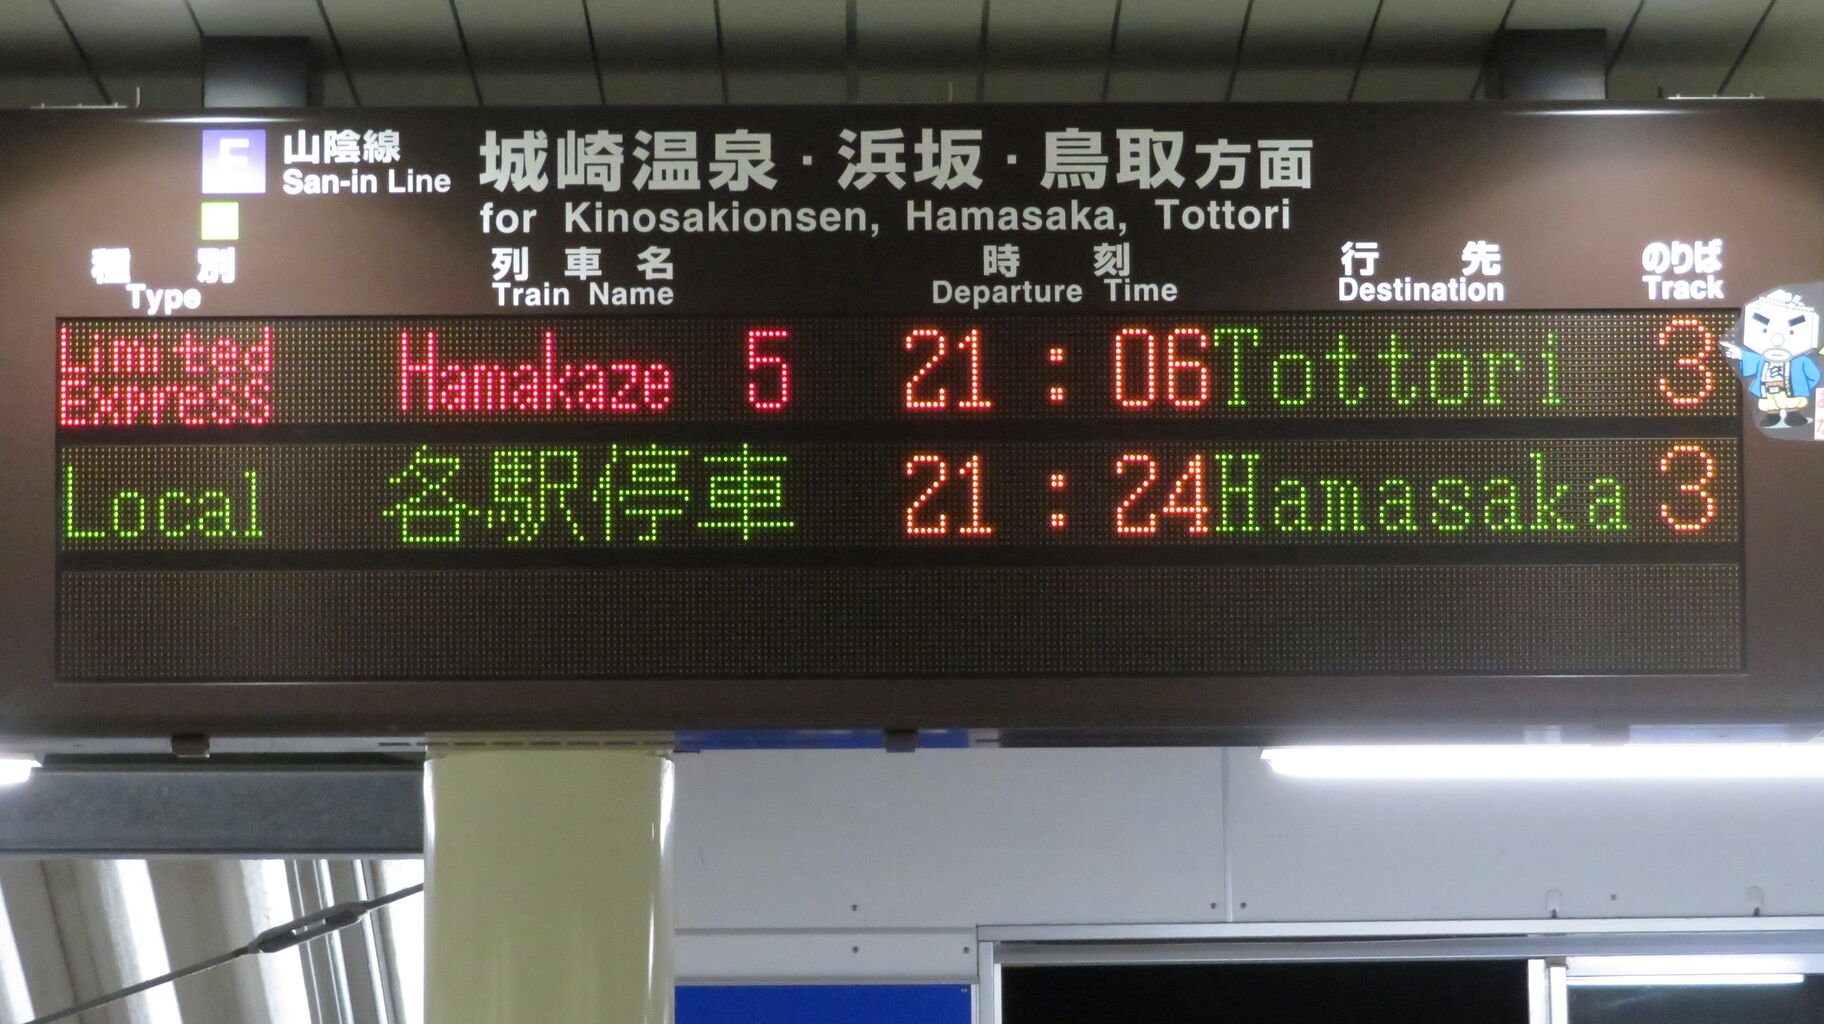 E 山陰線 城崎温泉・浜坂・鳥取方面
San-in Line for Kinosakionsen, Hamasaka, Tottori
種別 列車名 時刻 行先 のりば
Type Train Name Departure Time Destination Track
Limited Express Hamakaze 5 21:06 Tottori 3
Local 各駅停車 21:24 Hamasaka 3